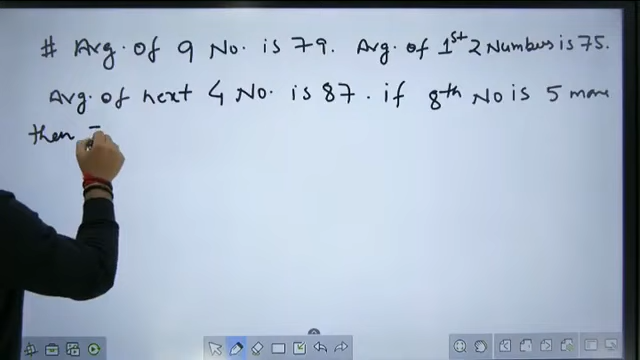 # Avg. of 9 No. is 79. Avg. of 1st 2 Numbers is 75.
Avg. of next 4 No. is 87. if 8th No is 5 more
then